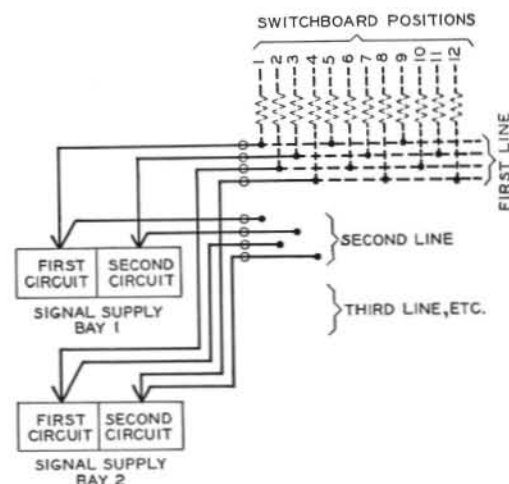 SWITCHBOARD POSITIONS
1 2 3 4 5 6 7 8 9 10 11 12
FIRST LINE
SECOND LINE
THIRD LINE, ETC.
FIRST CIRCUIT
SECOND CIRCUIT
SIGNAL SUPPLY
BAY 1
FIRST CIRCUIT
SECOND CIRCUIT
SIGNAL SUPPLY
BAY 2